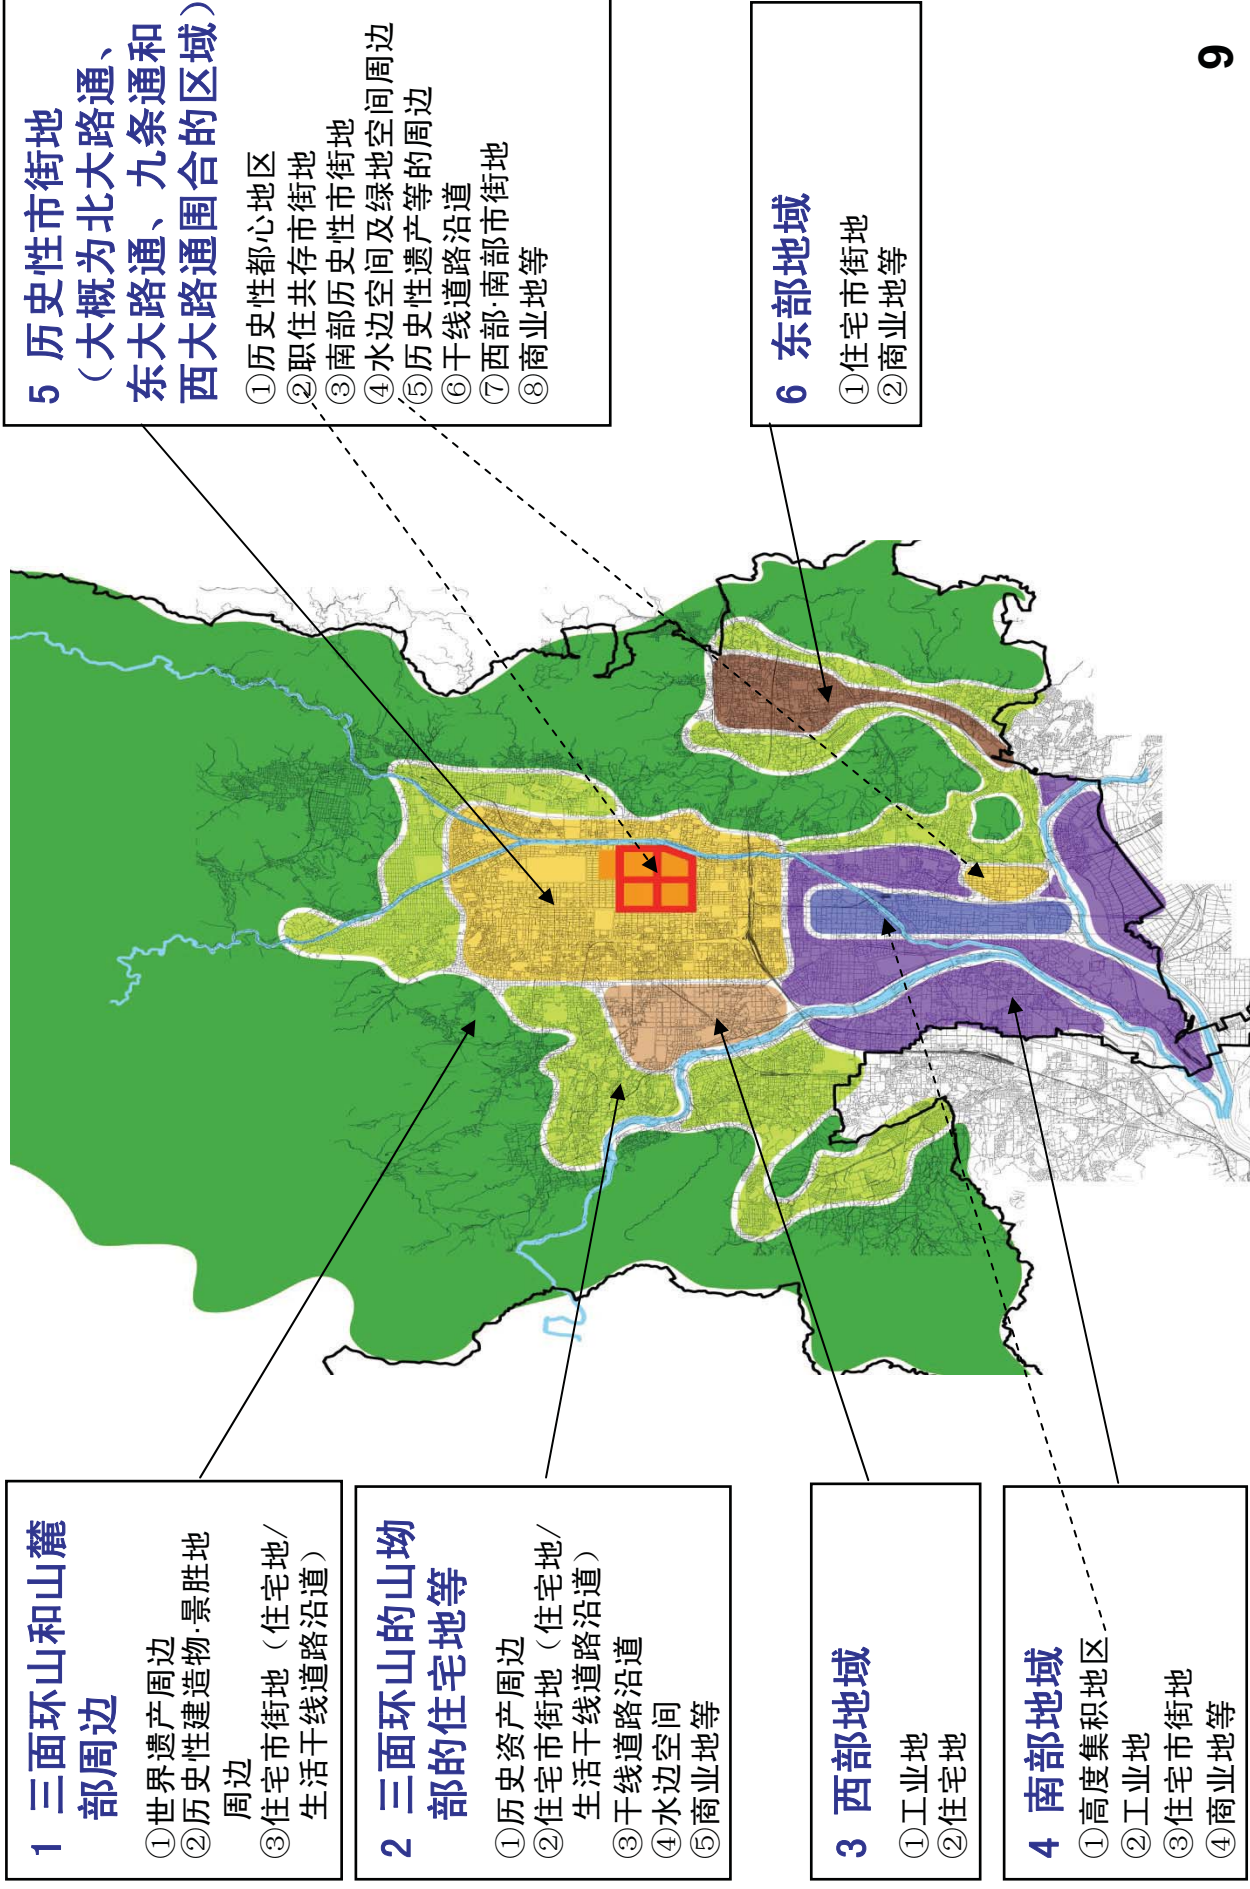 1 三面环山和山麓
部周边
①世界遗产周边
②历史性建造物·景胜地
周边
③住宅市街地（住宅地/
生活干线道路沿道）
2 三面环山的山坳
部的住宅地等
①历史资产周边
②住宅市街地（住宅地/
生活干线道路沿道）
③干线道路沿道
④水边空间
⑤商业地等
3 西部地域
①工业地
②住宅地
4 南部地域
①高度集积地区
②工业地
③住宅市街地
④商业地等
5 历史性市街地
（大概为北大路通、
东大路通、九条通和
西大路通围合的区域）
①历史性都心地区
②职住共存市街地
③南部历史性市街地
④水边空间及绿地空间周边
⑤历史性遗产等的周边
⑥干线道路沿道
⑦西部·南部市街地
⑧商业地等
6 东部地域
①住宅市街地
②商业地等
9